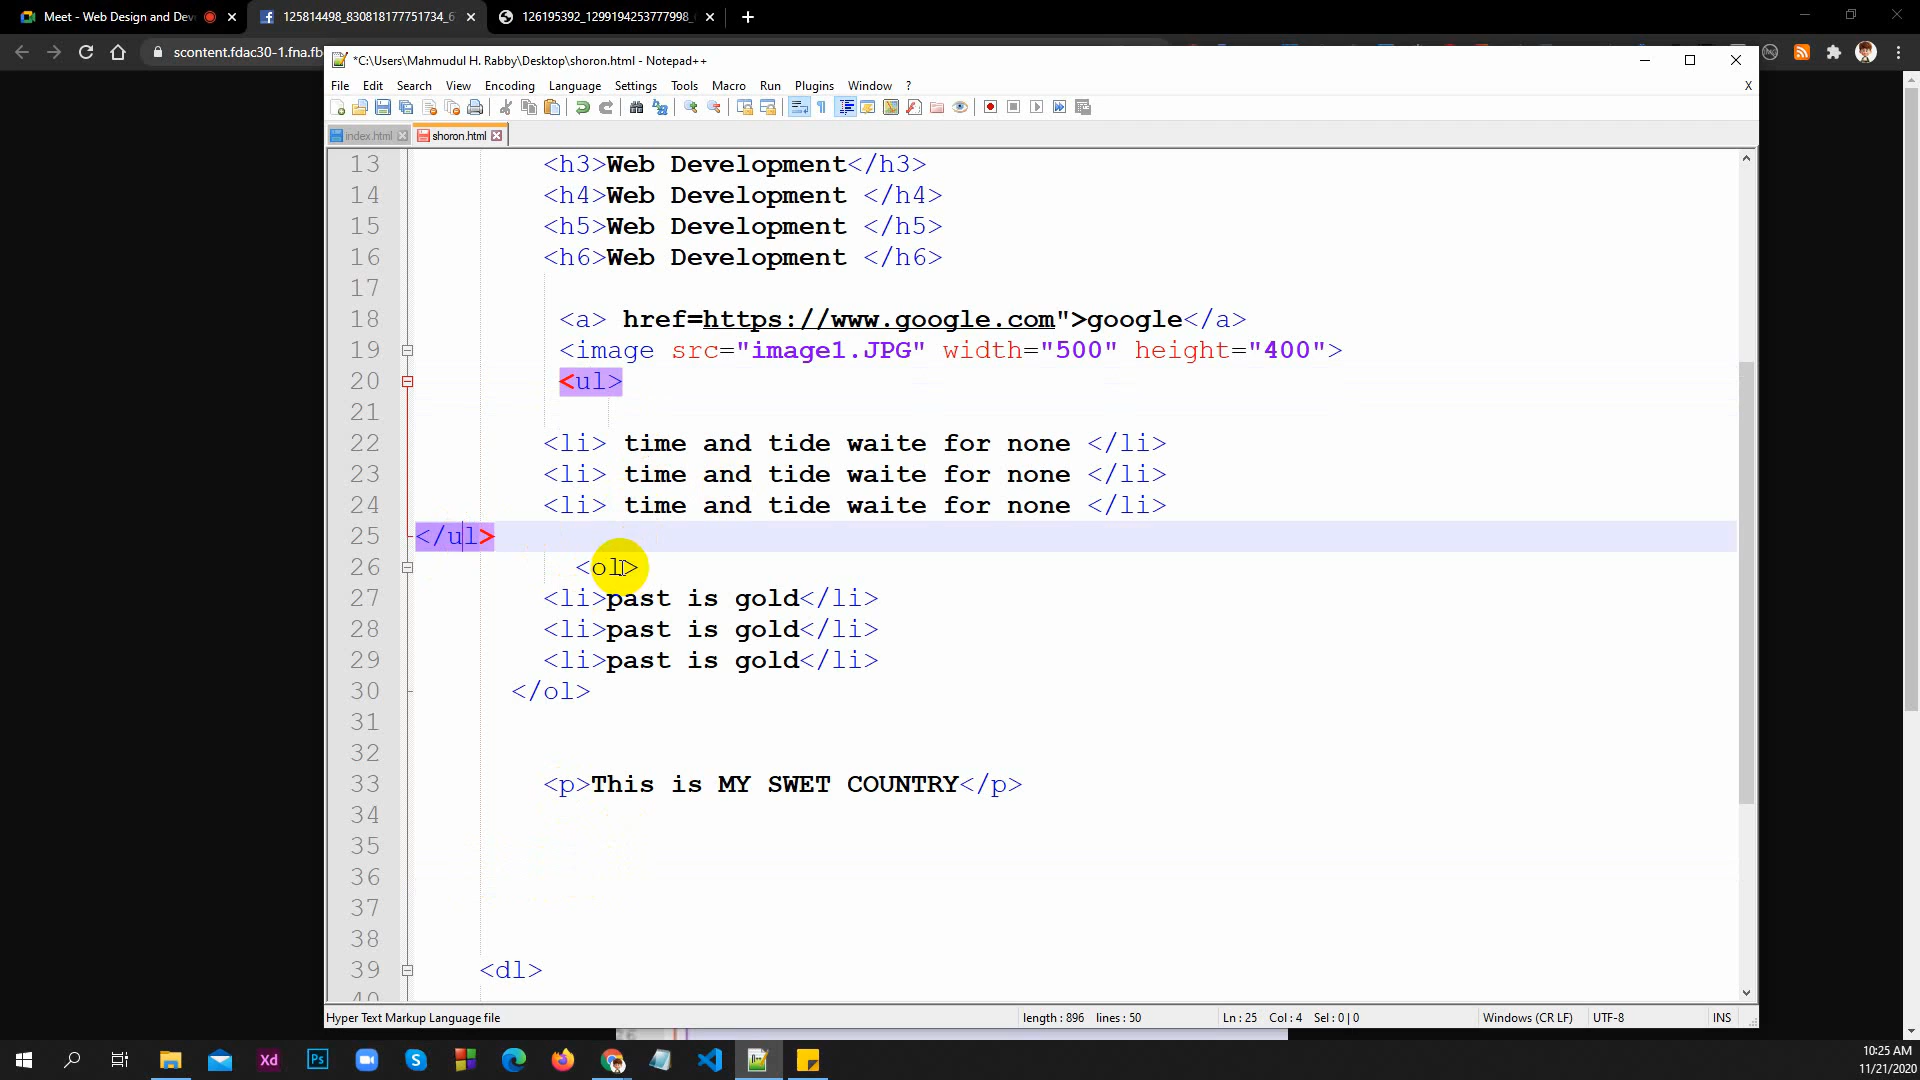 Meet - Web Design and Dev
125814498_830818177751734_6
126195392_1299194253777998_
scontent.fdac30-1.fna.fb
*C:\Users\Mahmudul H. Rabby\Desktop\shoron.html - Notepad++
File Edit Search View Encoding Language Settings Tools Macro Run Plugins Window ? X
index.html shoron.html
13 <h3>Web Development</h3>
14 <h4>Web Development </h4>
15 <h5>Web Development </h5>
16 <h6>Web Development </h6>
17
18 <a> href=https://www.google.com">google</a>
19 <image src="image1.JPG" width="500" height="400">
20 <ul>
21
22 <li> time and tide waite for none </li>
23 <li> time and tide waite for none </li>
24 <li> time and tide waite for none </li>
25 </ul>
26 <ol>
27 <li>past is gold</li>
28 <li>past is gold</li>
29 <li>past is gold</li>
30 </ol>
31
32
33 <p>This is MY SWET COUNTRY</p>
34
35
36
37
38
39 <dl>
40
Hyper Text Markup Language file length : 896 lines : 50 Ln : 25 Col : 4 Sel : 0 | 0 Windows (CR LF) UTF-8 INS
Xd Ps
10:25 AM
11/21/2020